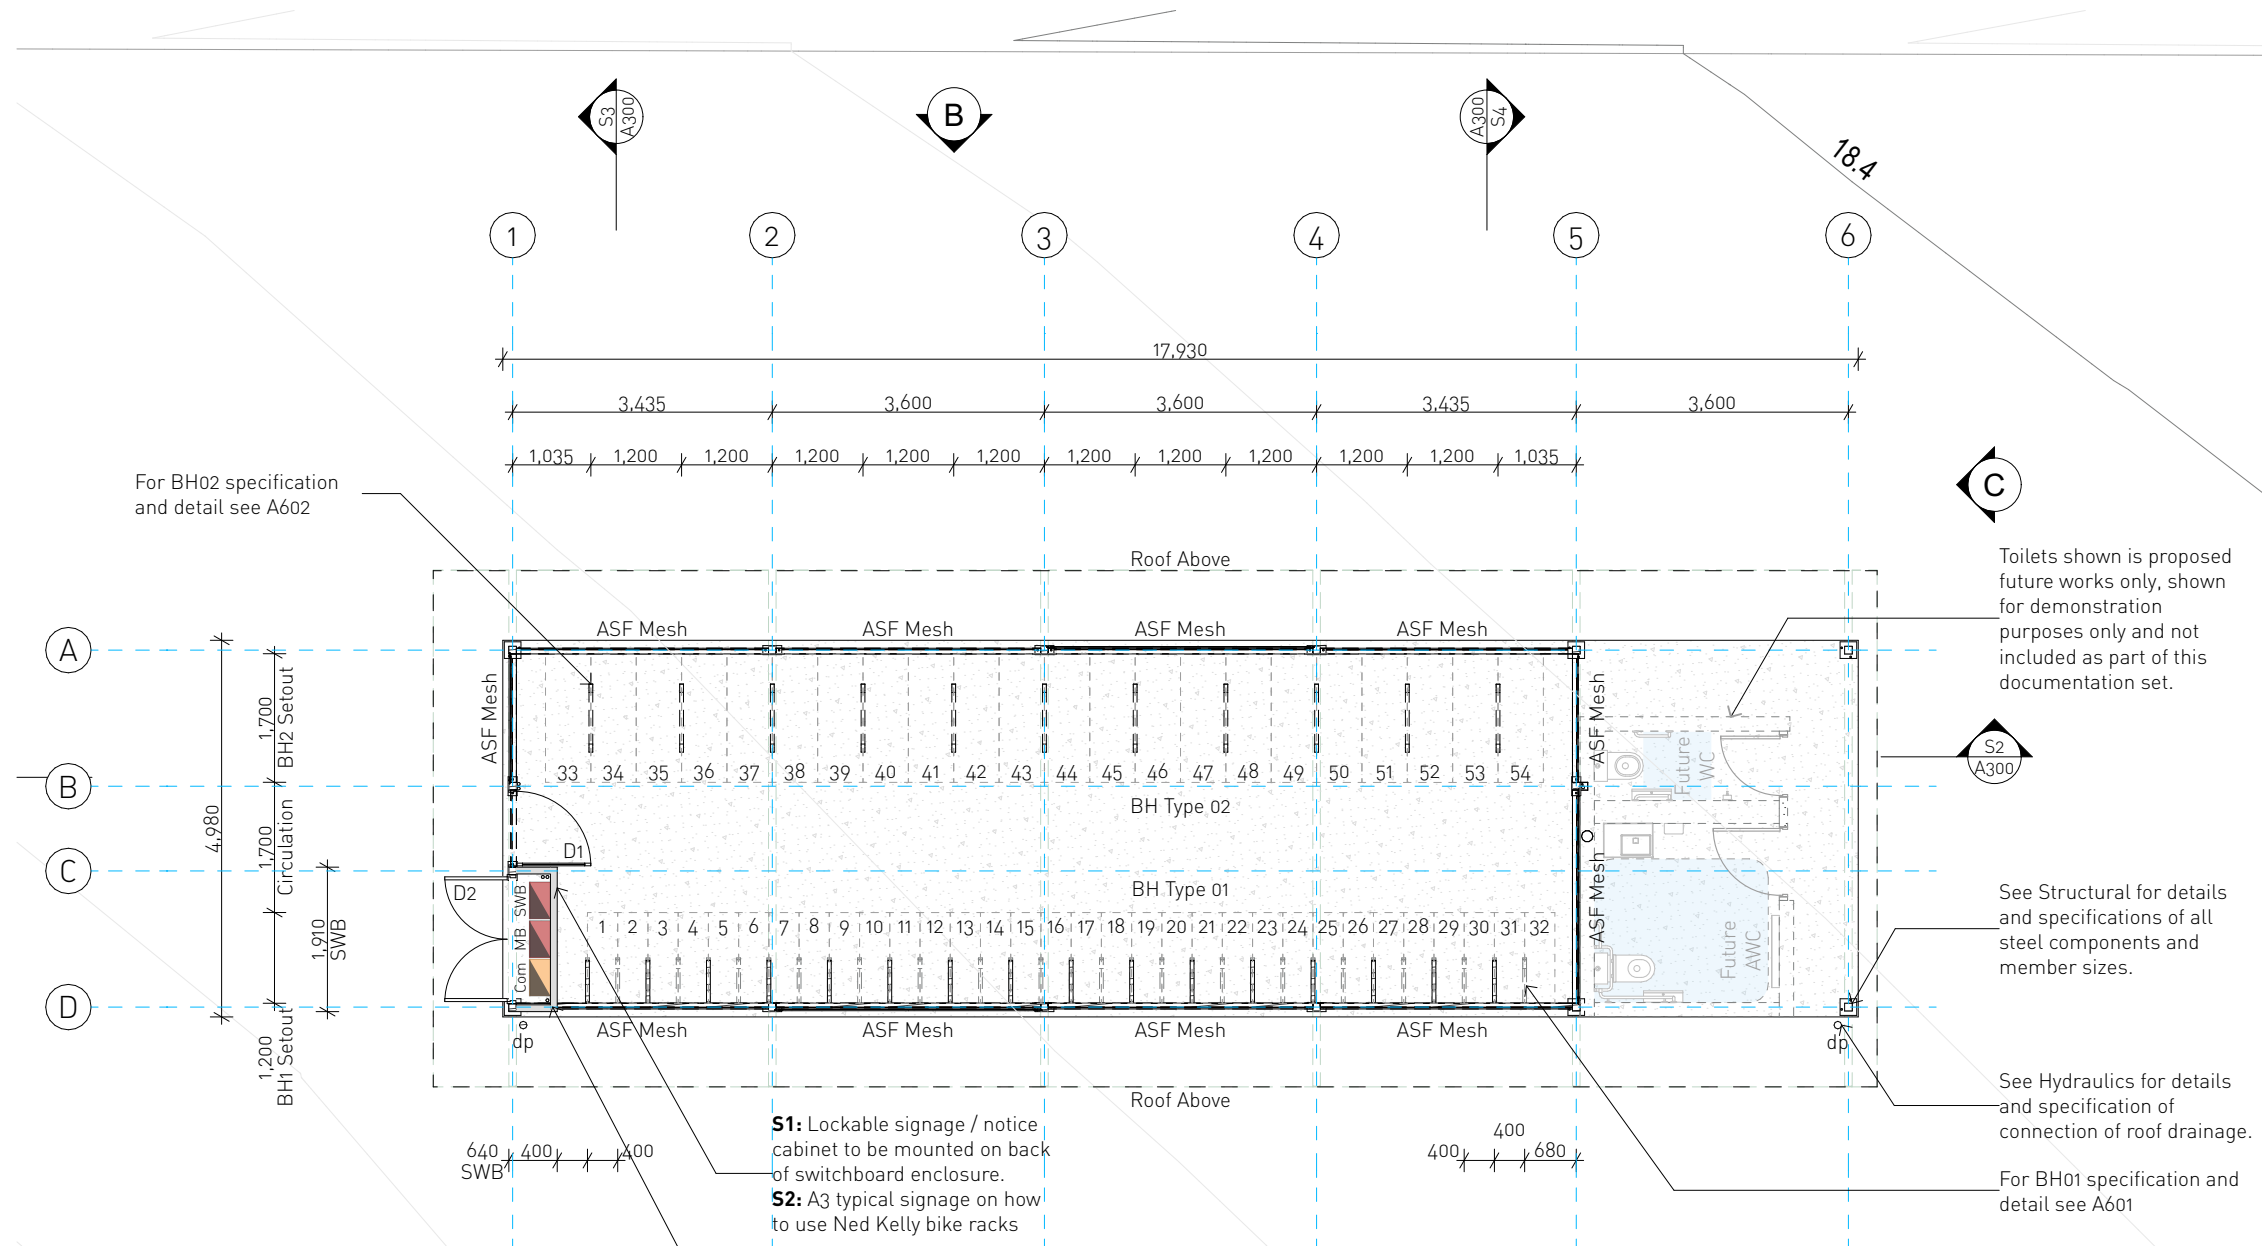 S3
A300
B
A300
S4
18.4
1
2
3
4
5
6
17,930
3,435
3,600
3,600
3,435
3,600
1,035
1,200
1,200
1,200
1,200
1,200
1,200
1,200
1,200
1,200
1,200
1,035
For BH02 specification
and detail see A602
C
Roof Above
Toilets shown is proposed
future works only, shown
for demonstration
purposes only and not
included as part of this
documentation set.
ASF Mesh
ASF Mesh
ASF Mesh
ASF Mesh
A
B
C
D
4,980
1,700
BH2 Setout
1,700
Circulation
1,200
BH1 Setout
1,910
SWB
ASF Mesh
ASF Mesh
ASF Mesh
33 34 35 36 37 38 39 40 41 42 43 44 45 46 47 48 49 50 51 52 53 54
BH Type 02
D1
D2
SWB
MB
Com
BH Type 01
1 2 3 4 5 6 7 8 9 10 11 12 13 14 15 16 17 18 19 20 21 22 23 24 25 26 27 28 29 30 31 32
Future
WC
Future
AWC
S2
A300
See Structural for details
and specifications of all
steel components and
member sizes.
ASF Mesh
ASF Mesh
ASF Mesh
ASF Mesh
dp
dp
Roof Above
See Hydraulics for details
and specification of
connection of roof drainage.
640
SWB
400
400
S1: Lockable signage / notice
cabinet to be mounted on back
of switchboard enclosure.
S2: A3 typical signage on how
to use Ned Kelly bike racks
400
400
680
For BH01 specification and
detail see A601